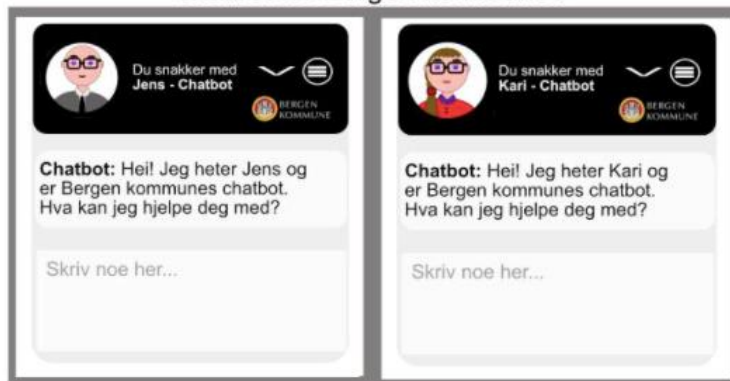 Du snakker med
Jens - Chatbot
BERGEN
KOMMUNE
Chatbot: Hei! Jeg heter Jens og
er Bergen kommunes chatbot.
Hva kan jeg hjelpe deg med?
Skriv noe her...
Du snakker med
Kari - Chatbot
BERGEN
KOMMUNE
Chatbot: Hei! Jeg heter Kari og
er Bergen kommunes chatbot.
Hva kan jeg hjelpe deg med?
Skriv noe her...